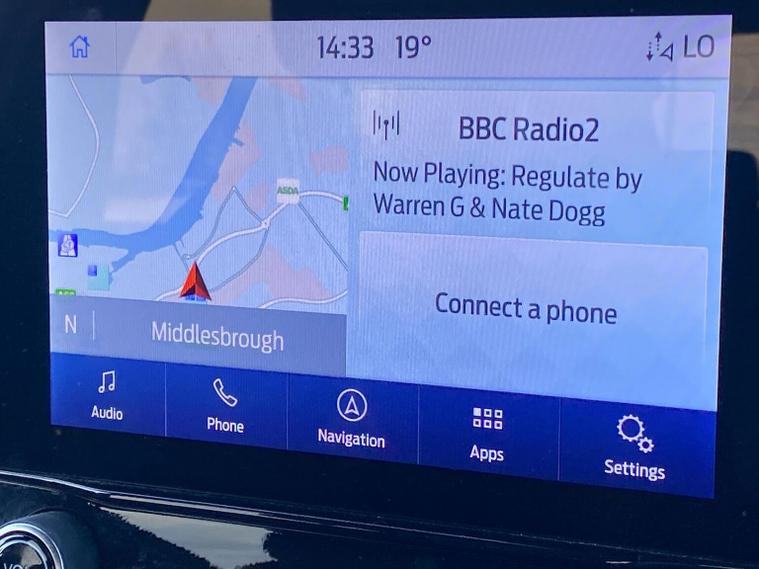 14:33 19° LO
BBC Radio2
Now Playing: Regulate by
Warren G & Nate Dogg
ASDA
Connect a phone
N
Middlesbrough
Audio
Phone
Navigation
Apps
Settings